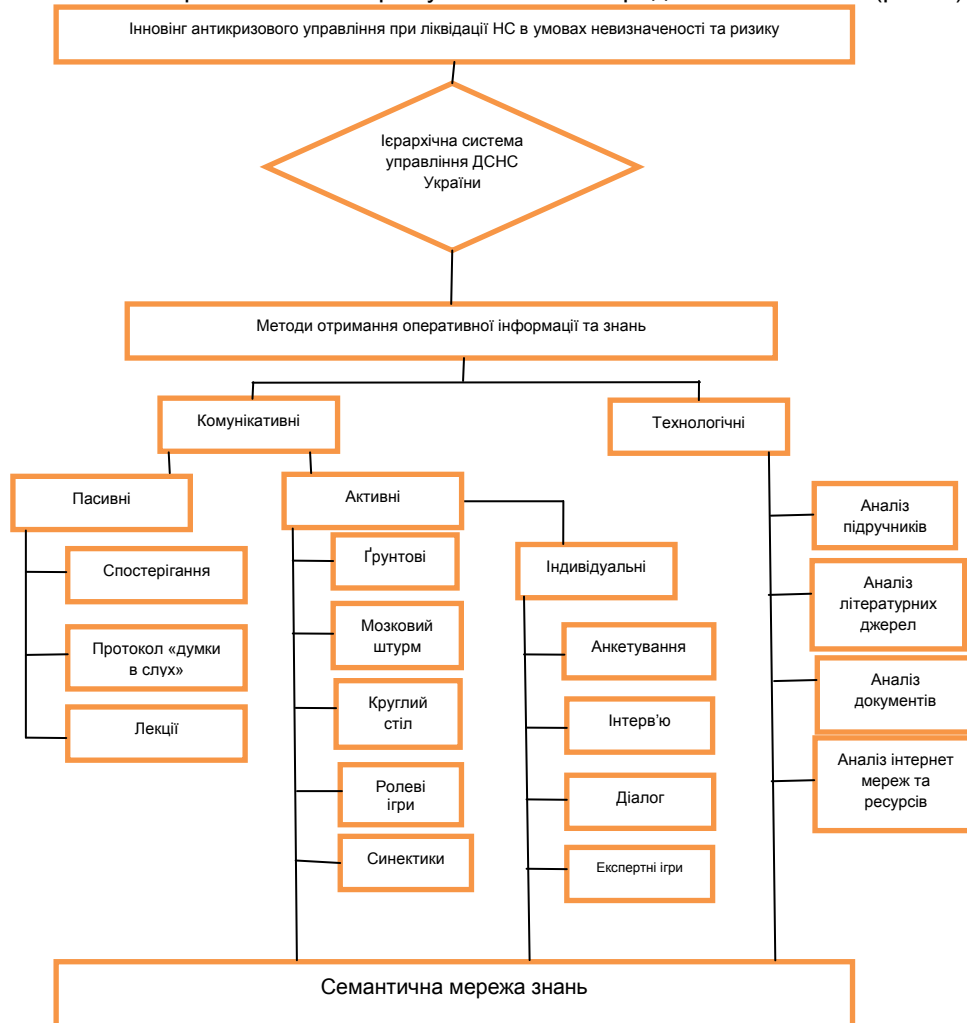 Інновінг антикризового управління при ліквідації НС в умовах невизначеності та ризику
Ієрархічна система
управління ДСНС
України
Методи отримання оперативної інформації та знань
Комунікативні
Технологічні
Пасивні
Активні
Індивідуальні
Спостерігання
Протокол «думки
в слух»
Лекції
Ґрунтові
Мозковий
штурм
Круглий
стіл
Ролеві
ігри
Синектики
Анкетування
Інтерв’ю
Діалог
Експертні ігри
Аналіз
підручників
Аналіз
літературних
джерел
Аналіз
документів
Аналіз інтернет
мереж та
ресурсів
Семантична мережа знань